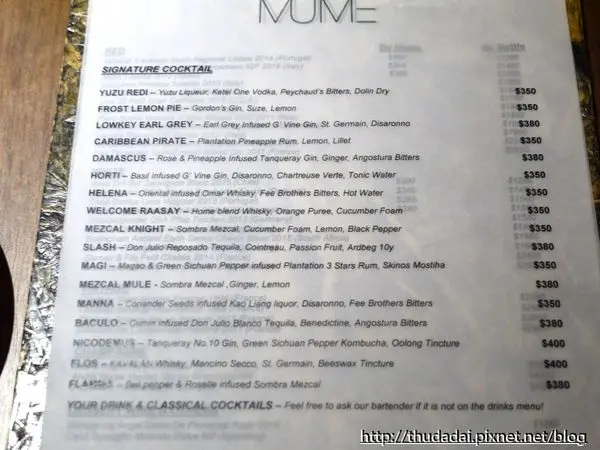 MUME
SIGNATURE COCKTAIL
YUZU REDI – Yuzu Liqueur, Ketel One Vodka, Peychaud's Bitters, Dolin Dry $350
FROST LEMON PIE – Gordon's Gin, Suze, Lemon $350
LOWKEY EARL GREY – Earl Grey Infused G' Vine Gin, St. Germain, Disaronno $380
CARIBBEAN PIRATE – Plantation Pineapple Rum, Lemon, Lillet $350
DAMASCUS – Rose & Pineapple Infused Tanqueray Gin, Ginger, Angostura Bitters $380
HORTI – Basil infused G' Vine Gin, Disaronno, Chartreuse Verte, Tonic Water $350
HELENA – Oriental infused Omar Whisky, Fee Brothers Bitters, Hot Water $350
WELCOME RAASAY – Home blend Whisky, Orange Puree, Cucumber Foam $350
MEZCAL KNIGHT – Sombra Mezcal, Cucumber Foam, Lemon, Black Pepper $350
SLASH – Don Julio Reposado Tequila, Cointreau, Passion Fruit, Ardbeg 10y $380
MAGI – Magao & Green Sichuan Pepper infused Plantation 3 Stars Rum, Skinos Mostiha $350
MEZCAL MULE - Sombra Mezcal ,Ginger, Lemon $380
MANNA – Coriander Seeds infused Kao Liang liquor, Disaronno, Fee Brothers Bitters $350
BACULO – Cumin infused Don Julio Blanco Tequila, Benedictine, Angostura Bitters $380
NICODEMUS – Tanqueray No.10 Gin, Green Sichuan Pepper Kombucha, Oolong Tincture $400
FLOS – KAVALAN Whisky, Mancino Secco, St. Germain, Beeswax Tincture $400
FLAMMAS – Bell pepper & Roselle infused Sombra Mezcal $380
YOUR DRINK & CLASSICAL COCKTAILS – Feel free to ask our bartender if it is not on the drinks menu!
http://thudadai.pixnet.net/blog